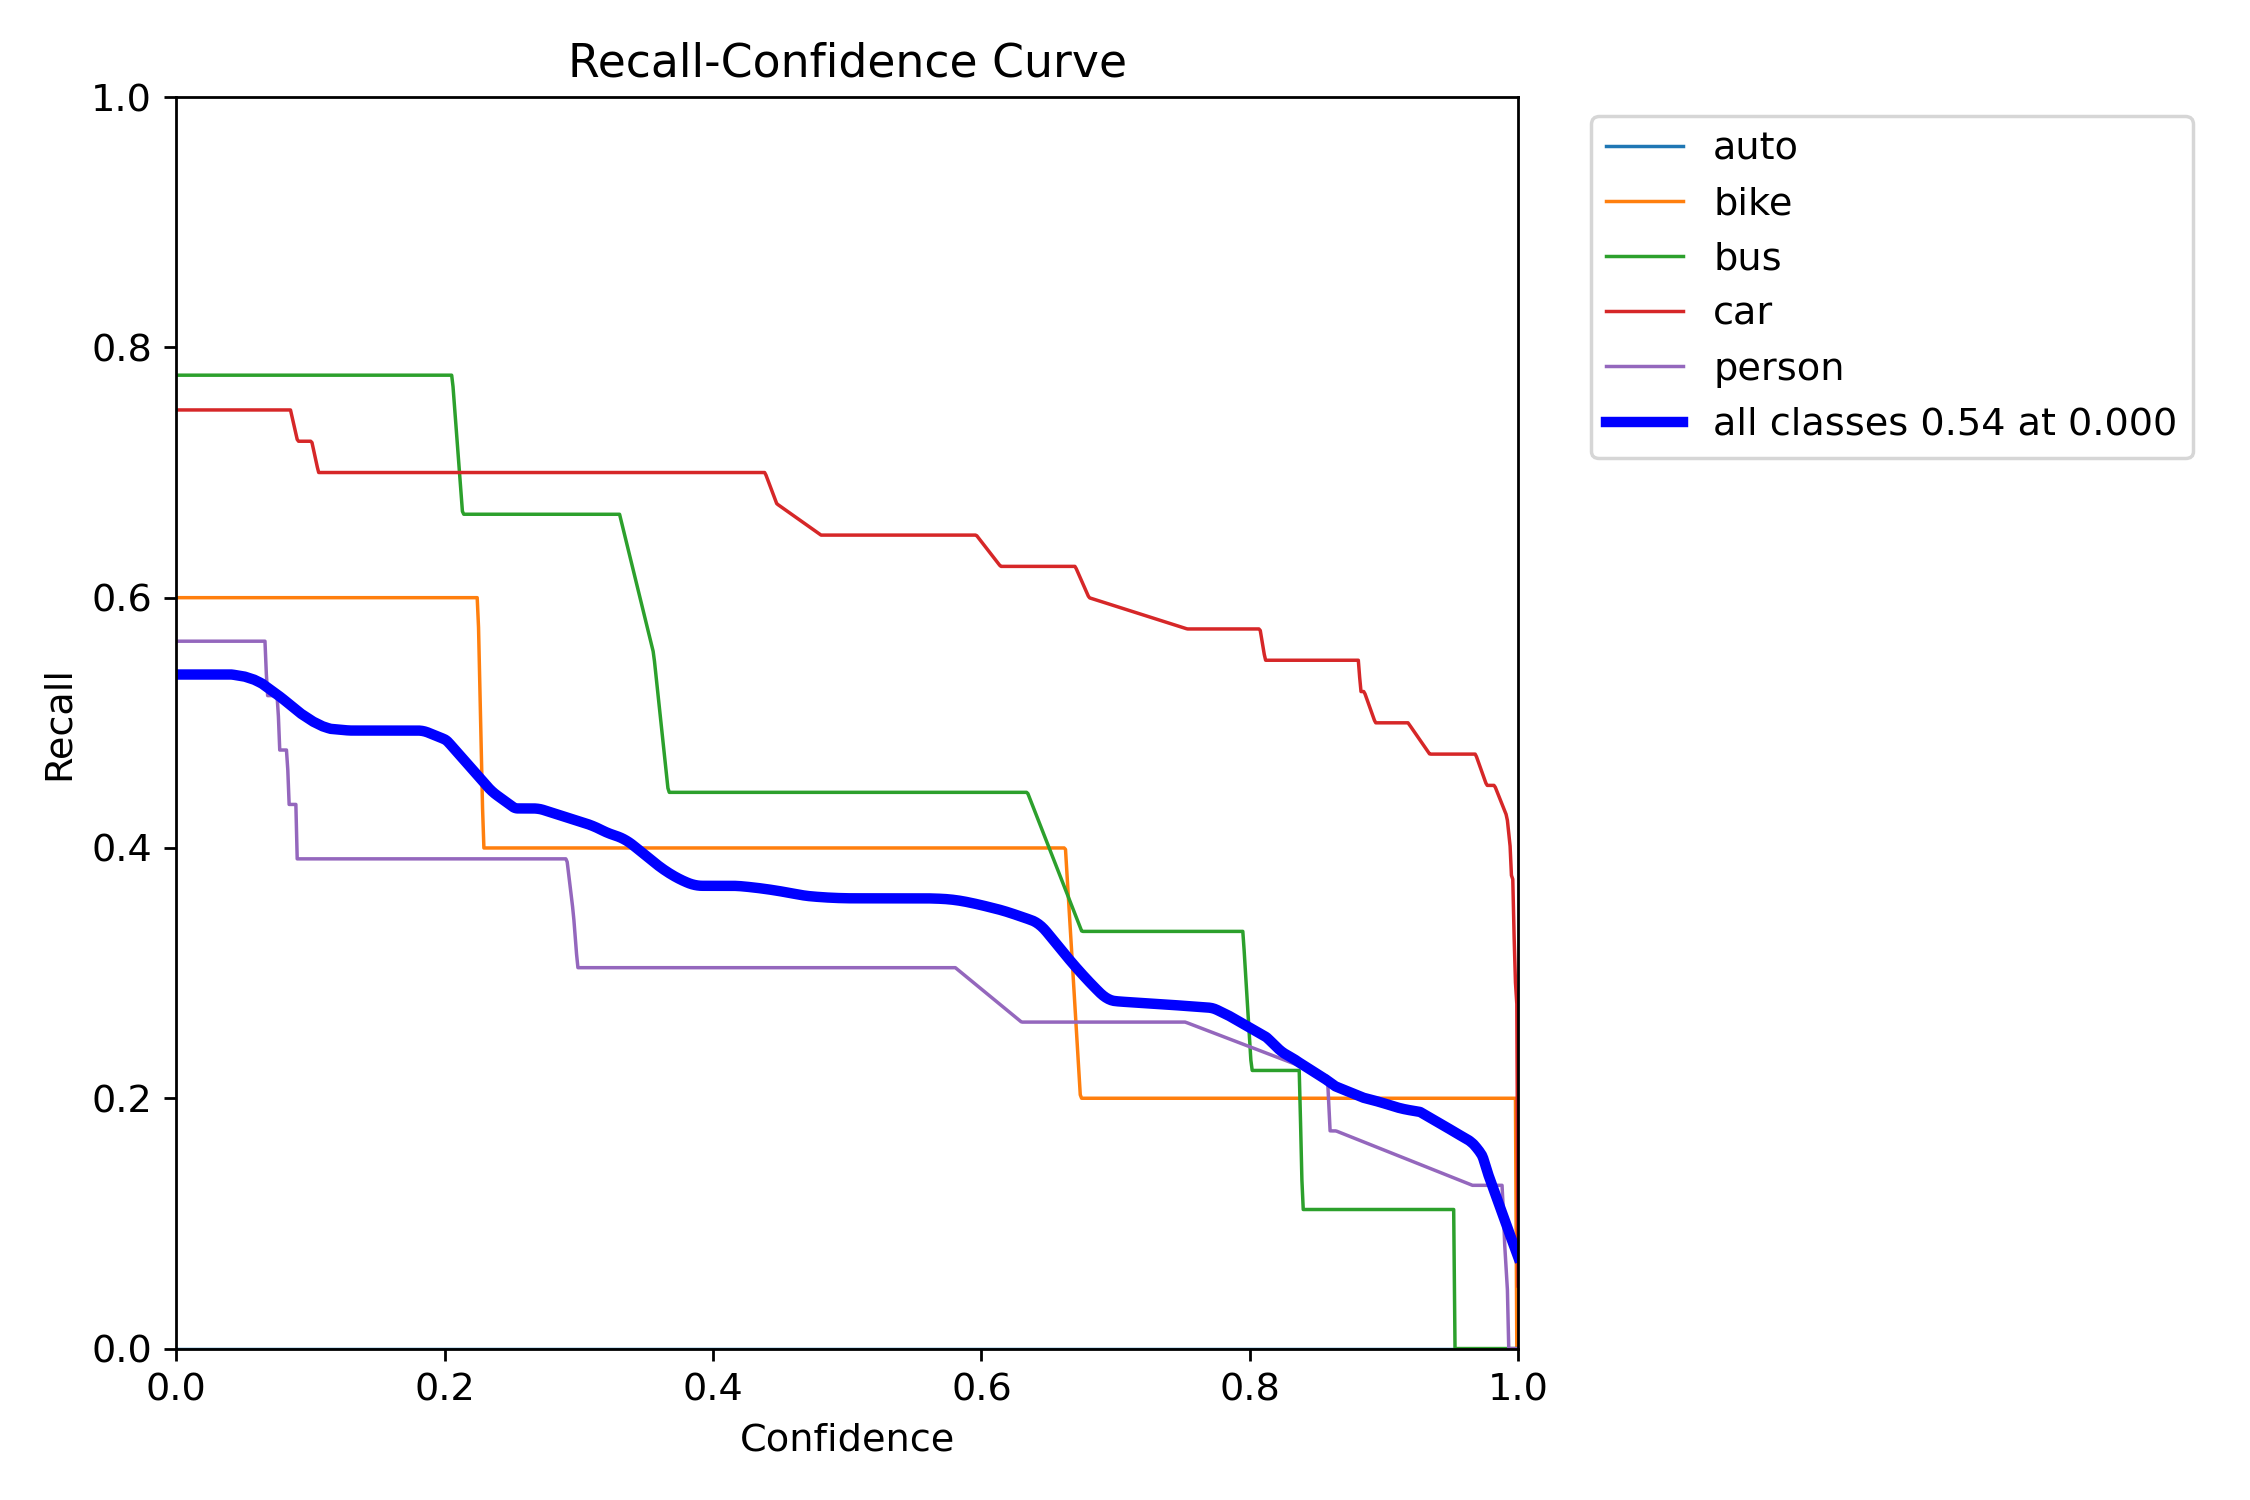 Recall-Confidence Curve
1.0
0.8
0.6
0.4
0.2
0.0
Recall
0.0 0.2 0.4 0.6 0.8 1.0
Confidence
auto
bike
bus
car
person
all classes 0.54 at 0.000